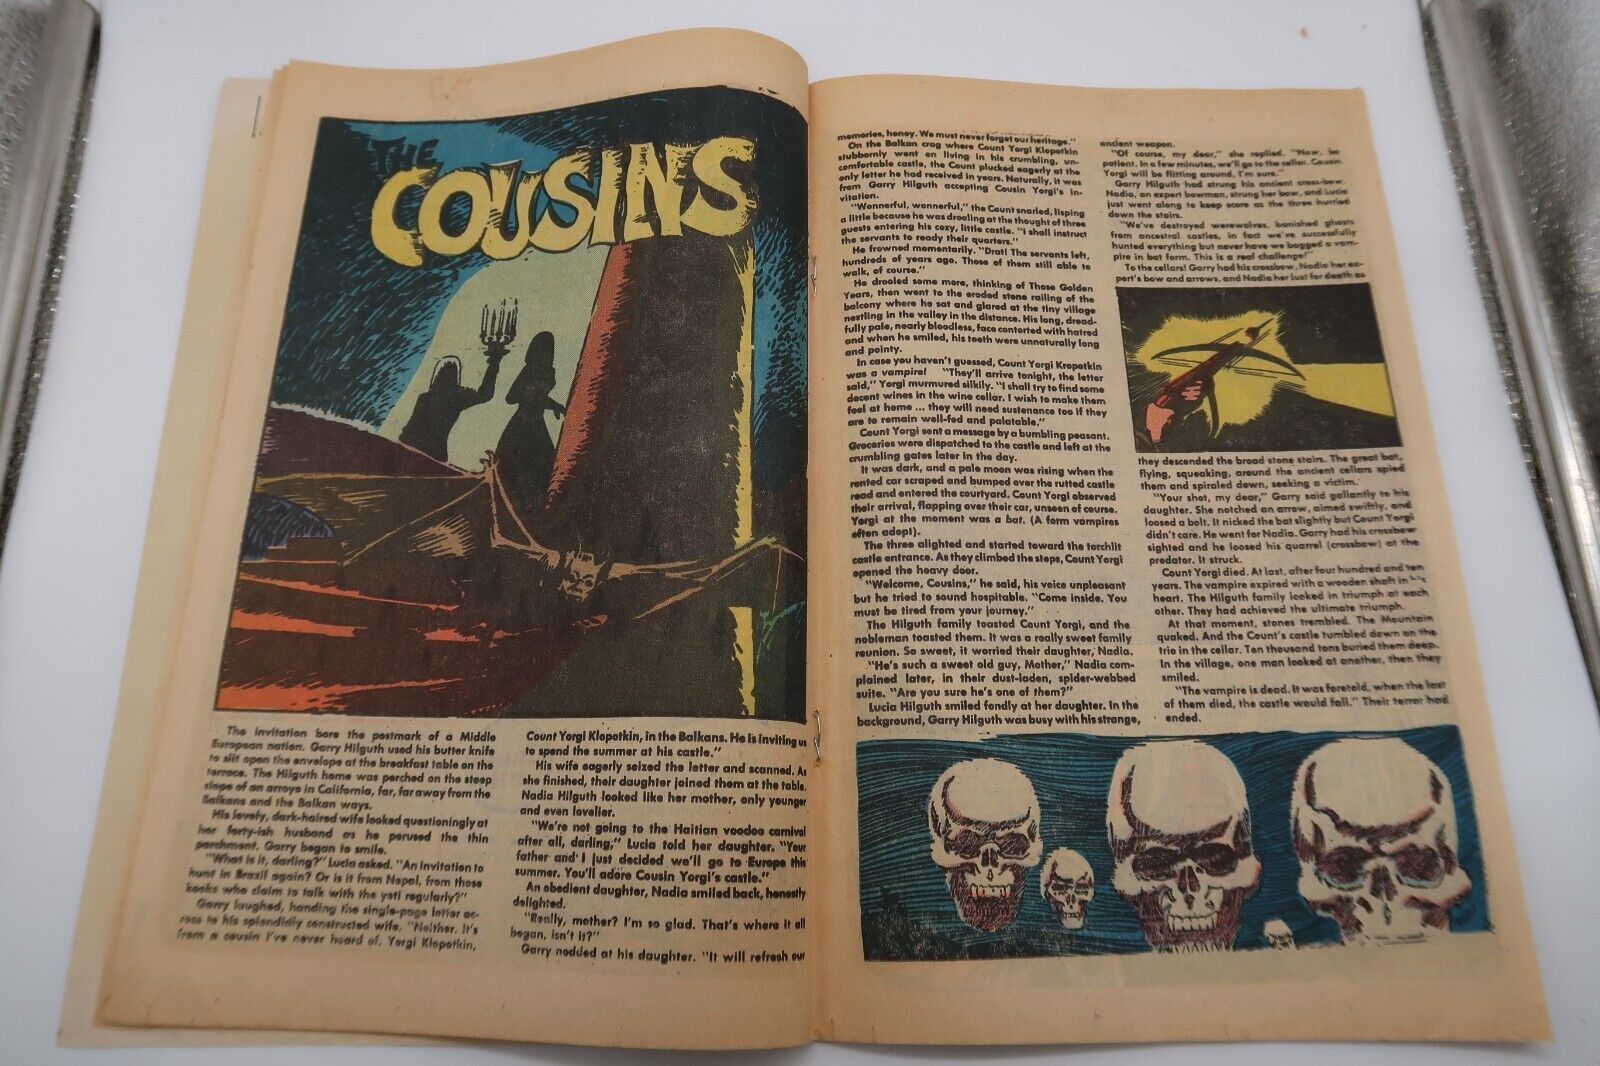 THE
COUSINS
The invitation bore the postmark of a Middle
European nation. Garry Hilguth used his butter knife
to slit open the envelope at the breakfast table on the
terrace. The Hilguth home was perched on the steep
slope of an arroyo in California, far, far away from the
Balkans and the Balkan ways.
His lovely, dark-haired wife looked questioningly at
her forty-ish husband as he perused the thin
parchment. Garry began to smile.
"What is it, darling?" Lucia asked. "An invitation to
hunt in Brazil again? Or is it from Nepal, from those
kooks who claim to talk with the yeti regularly?"
Garry laughed, handing the single-page letter ac-
ross to his splendidly constructed wife. "Neither. It's
from a cousin I've never heard of. Yorgi Klopotkin,
Count Yorgi Klopotkin, in the Balkans. He is inviting us
to spend the summer at his castle."
His wife eagerly seized the letter and scanned. As
she finished, their daughter joined them at the table.
Nadia Hilguth looked like her mother, only younger
and even lovelier.
"We're not going to the Haitian voodoo carnival
after all, darling," Lucia told her daughter. "Your
father and I just decided we'll go to Europe this
summer. You'll adore Cousin Yorgi's castle."
An obedient daughter, Nadia smiled back, honestly
delighted.
"Really, mother? I'm so glad. That's where it all
began, isn't it?"
Garry nodded at his daughter. "It will refresh our
memories, honey. We must never forget our heritage."
On the Balkan crag where Count Yorgi Klopotkin
stubbornly went on living in his crumbling, un-
comfortable castle, the Count plucked eagerly at the
only letter he had received in years. Naturally, it was
from Garry Hilguth accepting Cousin Yorgi's in-
vitation.
"Wonnerful, wonnerful," the Count snarled, lisping
a little because he was drooling at the thought of three
guests entering his cozy, little castle. "I shall instruct
the servants to ready their quarters."
He frowned momentarily. "Drat! The servants left,
hundreds of years ago. Those of them still able to
walk, of course."
He drooled some more, thinking of Those Golden
Years, then went to the eroded stone railing of the
balcony where he sat and glared at the tiny village
nestling in the valley in the distance. His long, dread-
fully pale, nearly bloodless, face contorted with hatred
and when he smiled, his teeth were unnaturally long
and pointy.
In case you haven't guessed, Count Yorgi Kropotkin
was a vampire! "They'll arrive tonight, the letter
said," Yorgi murmured silkily. "I shall try to find some
decent wines in the wine cellar. I wish to make them
feel at home ... they will need sustenance too if they
are to remain well-fed and palatable."
Count Yorgi sent a message by a bumbling peasant.
Groceries were dispatched to the castle and left at the
crumbling gates later in the day.
It was dark, and a pale moon was rising when the
rented car scraped and bumped over the rutted castle
road and entered the courtyard. Count Yorgi observed
their arrival, flapping over their car, unseen of course.
Yorgi at the moment was a bat. (A form vampires
often adopt).
The three alighted and started toward the torchlit
castle entrance. As they climbed the steps, Count Yorgi
opened the heavy door.
"Welcome, Cousins," he said, his voice unpleasant
but he tried to sound hospitable. "Come inside. You
must be tired from your journey."
The Hilguth family toasted Count Yorgi, and the
nobleman toasted them. It was a really sweet family
reunion. So sweet, it worried their daughter, Nadia.
"He's such a sweet old guy, Mother," Nadia com-
plained later, in their dust-laden, spider-webbed
suite. "Are you sure he's one of them?"
Lucia Hilguth smiled fondly at her daughter. In the
background, Garry Hilguth was busy with his strange,
ancient weapon.
"Of course, my dear," she replied. "Now, be
patient. In a few minutes, we'll go to the cellar. Cousin
Yorgi will be flitting around, I'm sure."
Garry Hilguth had strung his ancient cross-bow.
Nadia, an expert bowman, strung her bow, and Lucia
just went along to keep score as the three hurried
down the stairs.
"We've destroyed werewolves, banished ghosts
from ancestral castles, in fact we've successfully
hunted everything but never have we bagged a vam-
pire in bat form. This is a real challenge!"
To the cellars! Garry had his crossbow, Nadia her ex-
pert's bow and arrows, and Nadia her lust for death as
they descended the broad stone stairs. The great bat,
flying, squeaking, around the ancient cellars spied
them and spiraled down, seeking a victim.
"Your shot, my dear," Garry said gallantly to his
daughter. She notched an arrow, aimed swiftly, and
loosed a bolt. It nicked the bat slightly but Count Yorgi
didn't care. He went for Nadia. Garry had his crossbow
sighted and he loosed his quarrel (crossbow) at the
predator. It struck.
Count Yorgi died. At last, after four hundred and ten
years. The vampire expired with a wooden shaft in his
heart. The Hilguth family looked in triumph at each
other. They had achieved the ultimate triumph.
At that moment, stones trembled. The Mountain
quaked. And the Count's castle tumbled down on the
trio in the cellar. Ten thousand tons buried them deep.
In the village, one man looked at another, then they
smiled.
"The vampire is dead. It was foretold, when the last
of them died, the castle would fall." Their terror had
ended.